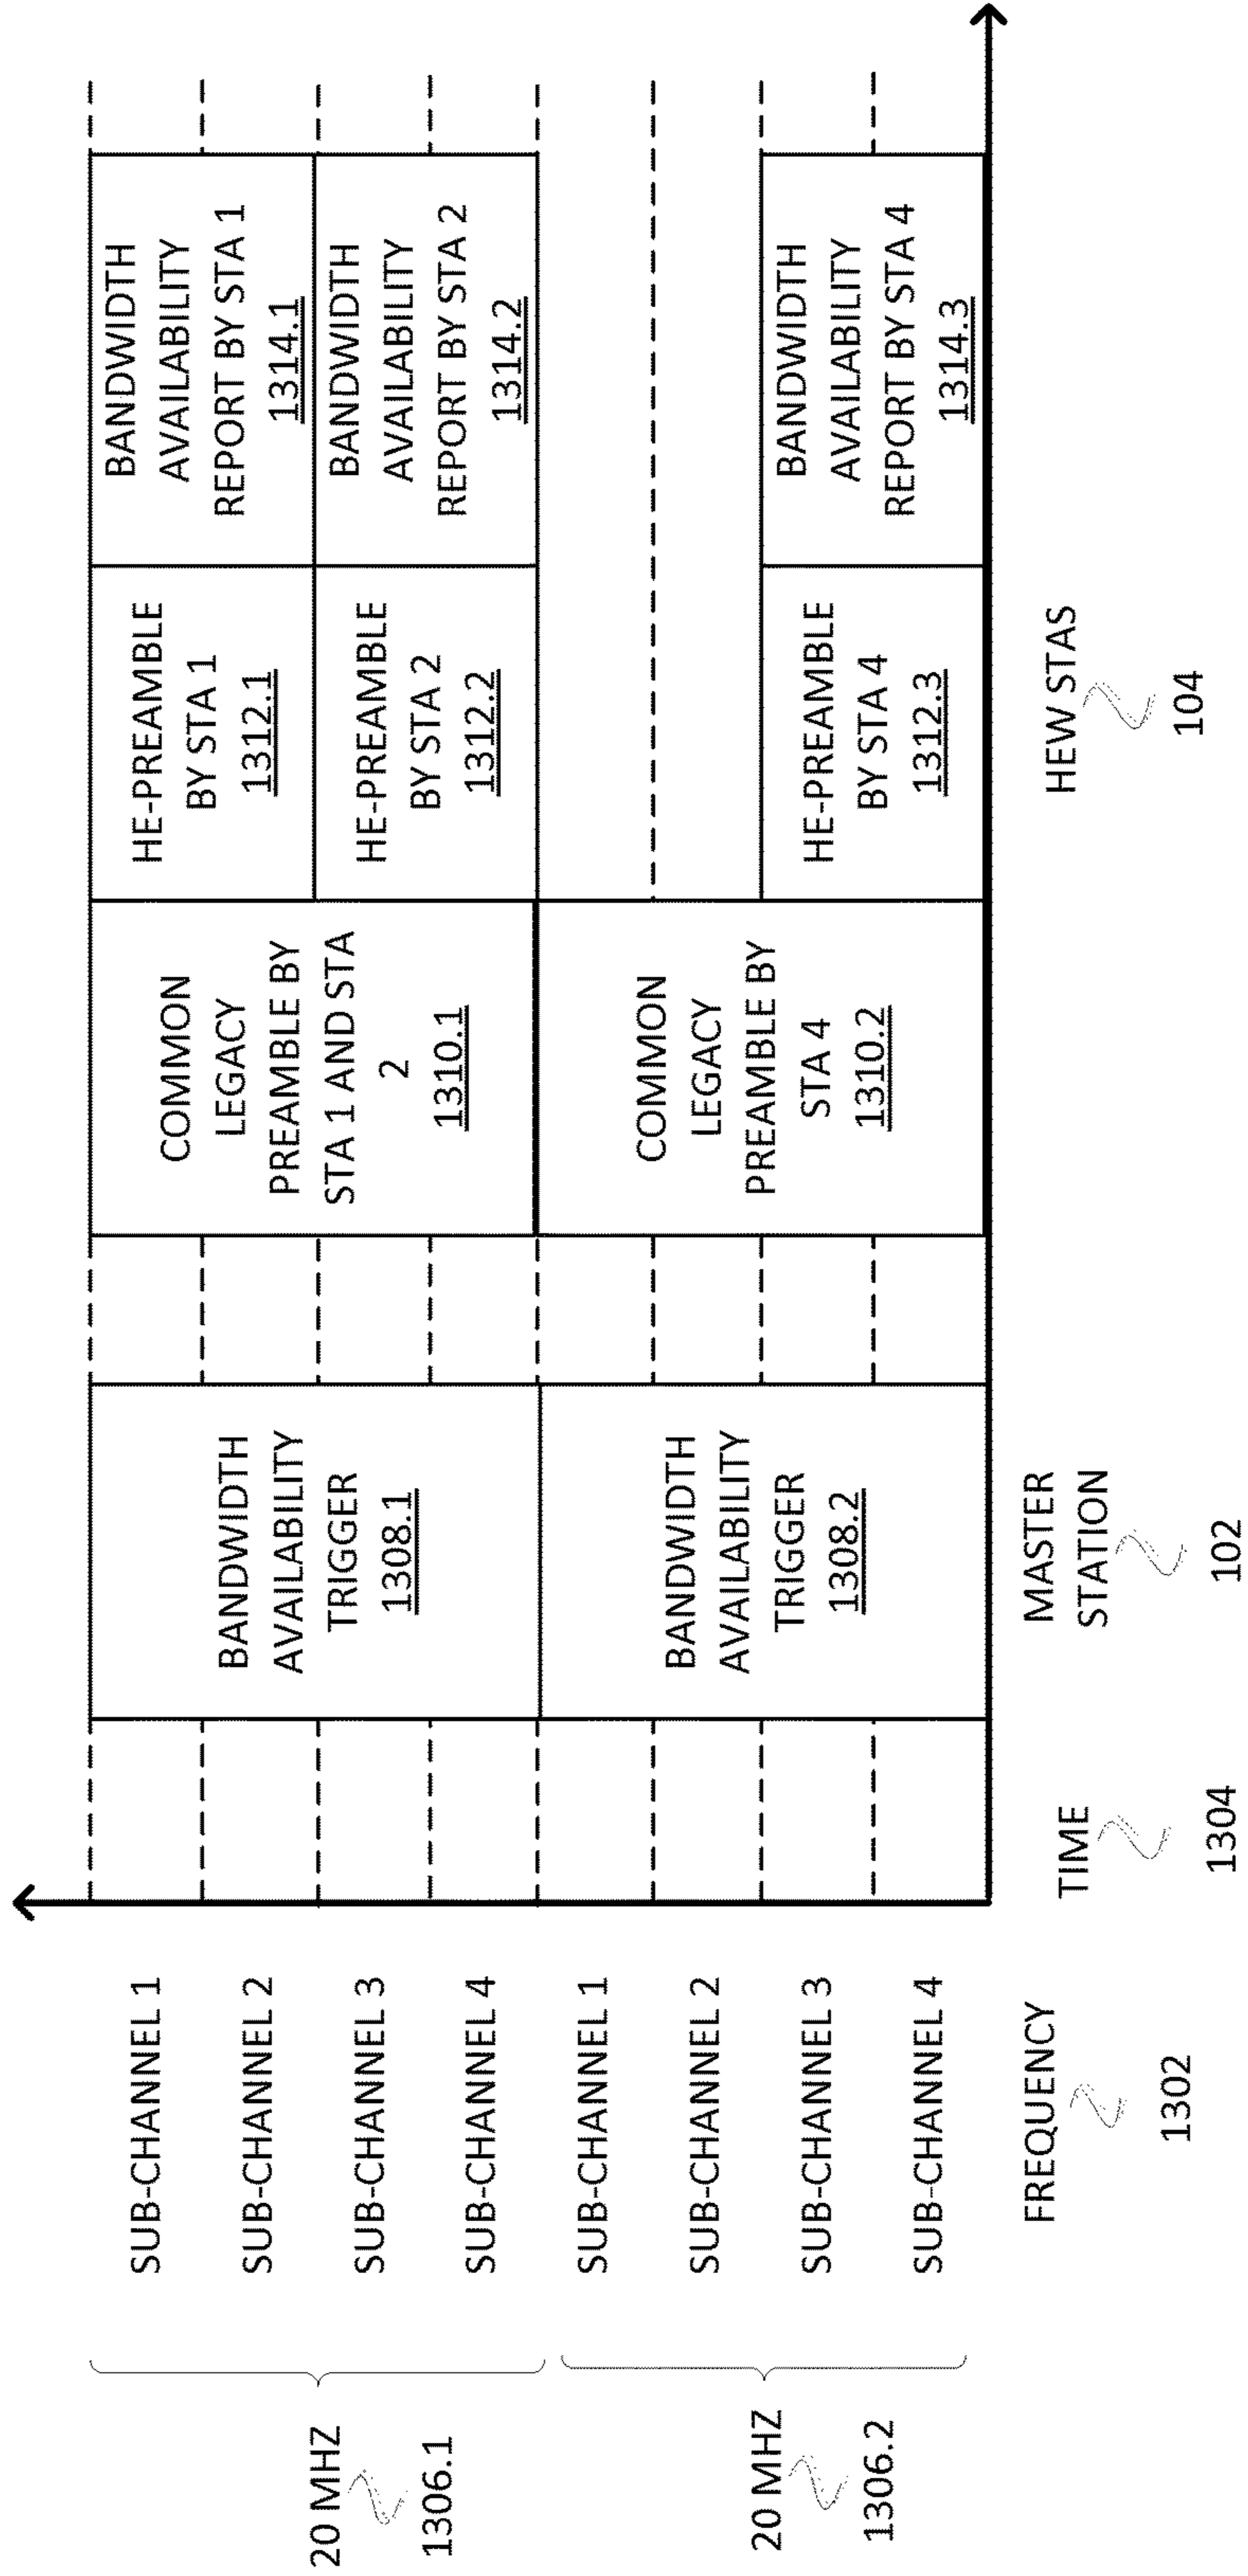 20 MHZ
1306.1
20 MHZ
1306.2
SUB-CHANNEL 1
SUB-CHANNEL 2
SUB-CHANNEL 3
SUB-CHANNEL 4
SUB-CHANNEL 1
SUB-CHANNEL 2
SUB-CHANNEL 3
SUB-CHANNEL 4
FREQUENCY
1302
TIME
1304
BANDWIDTH
AVAILABILITY
TRIGGER
1308.1
BANDWIDTH
AVAILABILITY
TRIGGER
1308.2
MASTER
STATION
102
COMMON
LEGACY
PREAMBLE BY
STA 1 AND STA
2
1310.1
COMMON
LEGACY
PREAMBLE BY
STA 4
1310.2
HE-PREAMBLE
BY STA 1
1312.1
HE-PREAMBLE
BY STA 2
1312.2
HE-PREAMBLE
BY STA 4
1312.3
BANDWIDTH
AVAILABILITY
REPORT BY STA 1
1314.1
BANDWIDTH
AVAILABILITY
REPORT BY STA 2
1314.2
BANDWIDTH
AVAILABILITY
REPORT BY STA 4
1314.3
HEW STAS
104